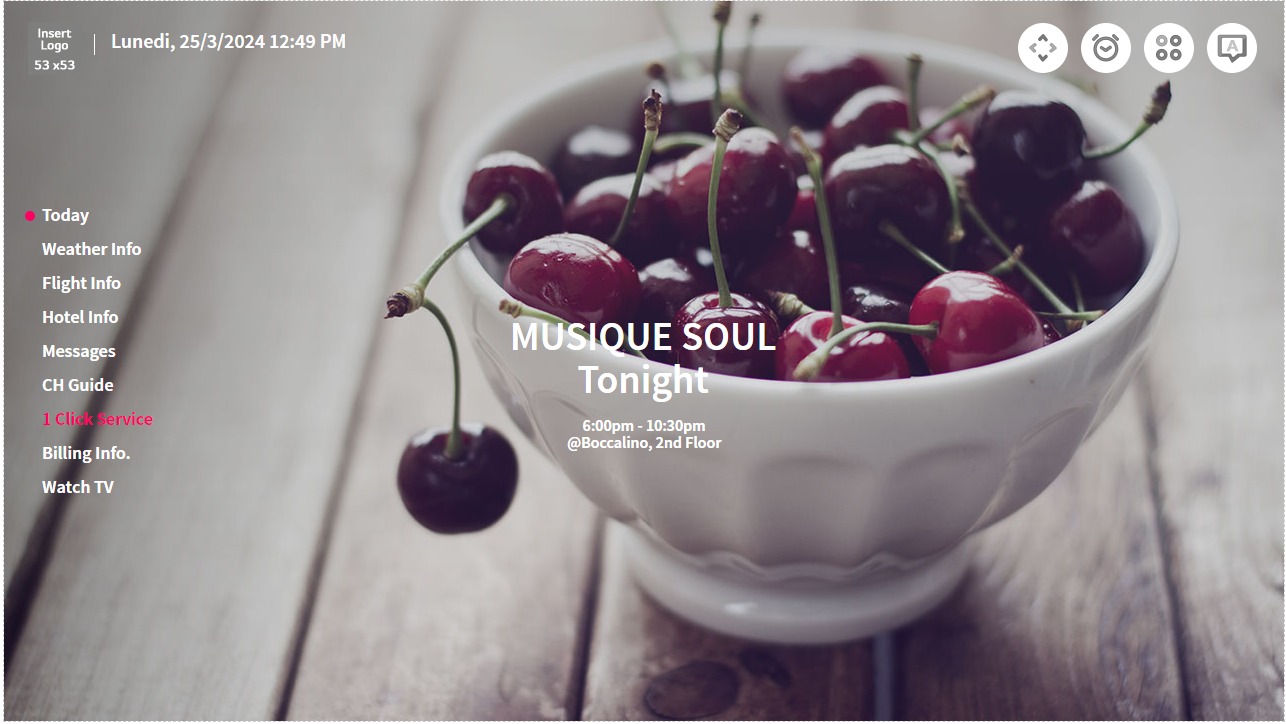 Insert
Logo
53 x53
Lunedi, 25/3/2024 12:49 PM
A
Today
Weather Info
Flight Info
Hotel Info
Messages
CH Guide
1 Click Service
Billing Info.
Watch TV
MUSIQUE SOUL
Tonight
6:00pm - 10:30pm
@Boccalino, 2nd Floor